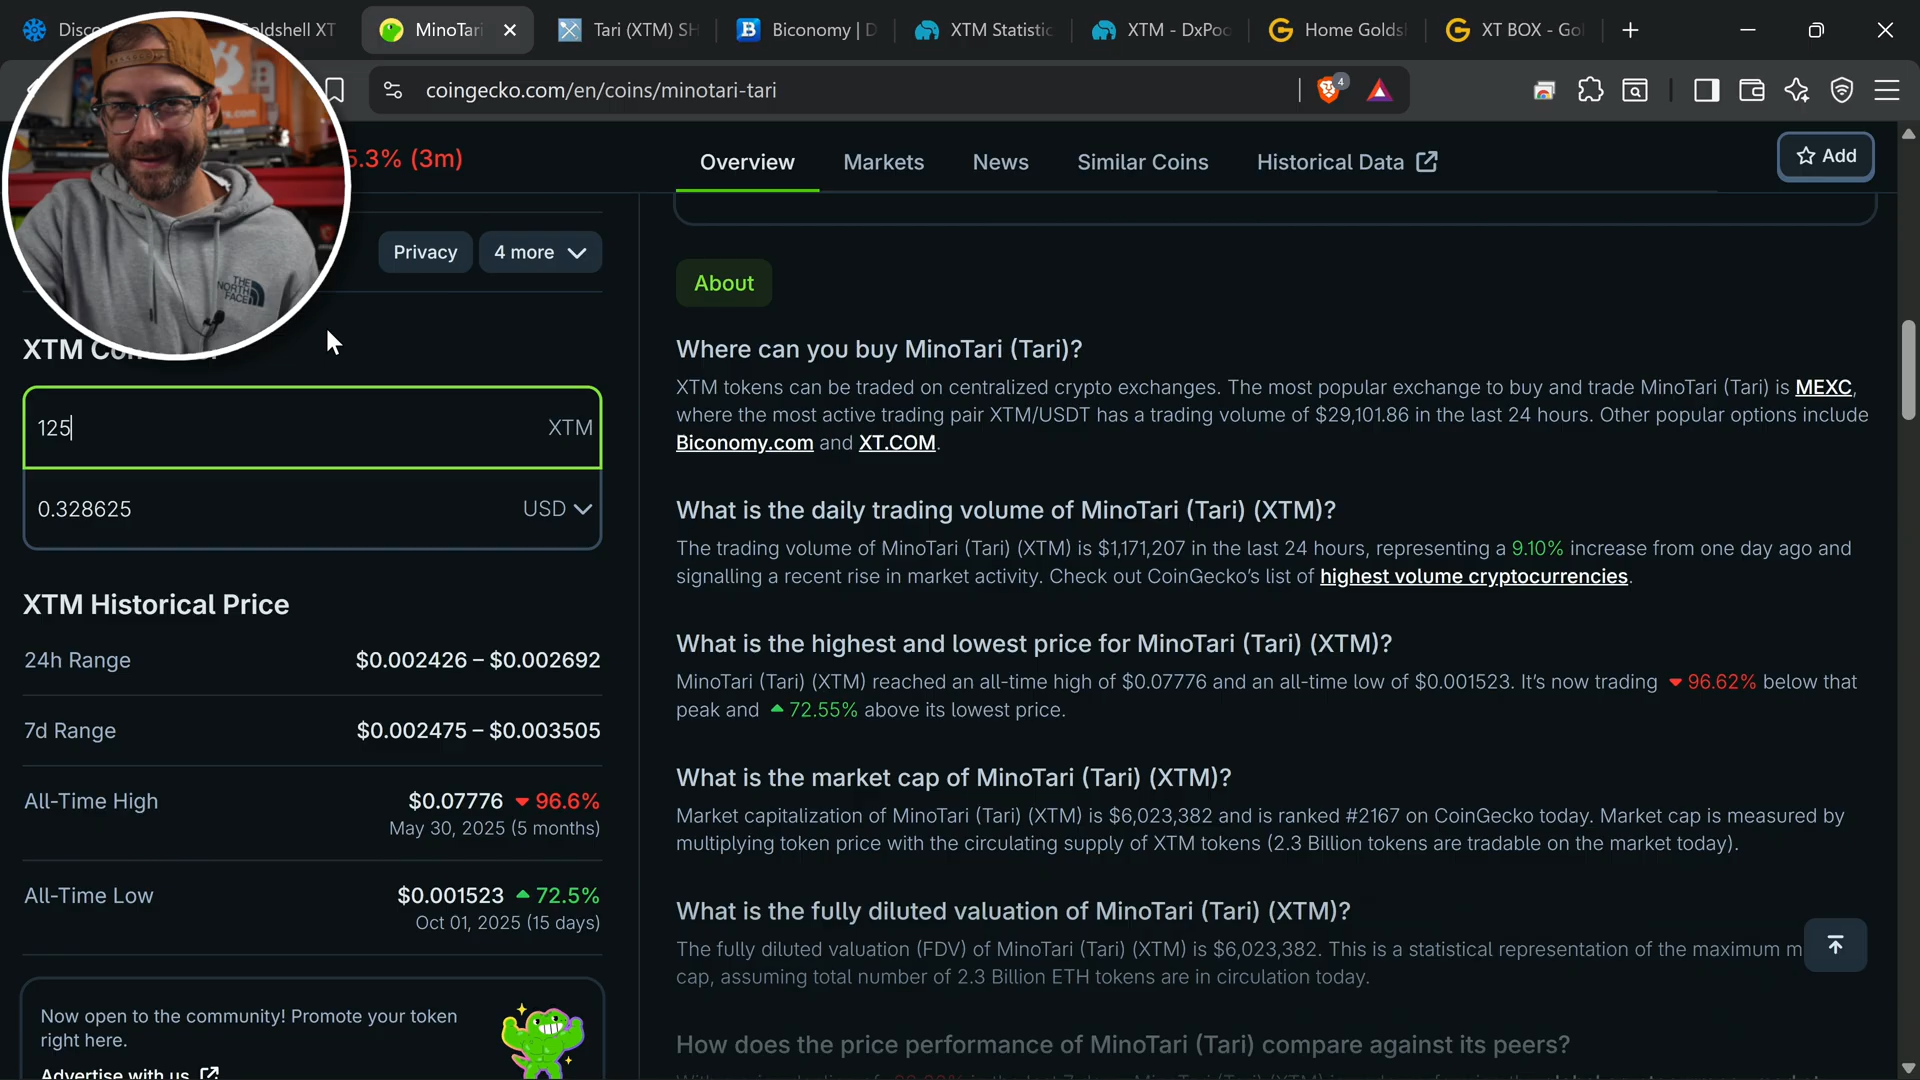 Disco
oldshell XT
MinoTari
Tari (XTM) SH
Biconomy | D
XTM Statistic
XTM - DxPoo
Home Golds
XT BOX - Gol
coingecko.com/en/coins/minotari-tari
4
5.3% (3m)
Overview
Markets
News
Similar Coins
Historical Data
Add
Privacy
4 more
THE
NORTH
FACE
XTM Co
125
XTM
0.328625
USD
XTM Historical Price
24h Range
$0.002426 – $0.002692
7d Range
$0.002475 – $0.003505
All-Time High
$0.07776 96.6%
May 30, 2025 (5 months)
All-Time Low
$0.001523 72.5%
Oct 01, 2025 (15 days)
Now open to the community! Promote your token
right here.
Advertise with us
About
Where can you buy MinoTari (Tari)?
XTM tokens can be traded on centralized crypto exchanges. The most popular exchange to buy and trade MinoTari (Tari) is MEXC,
where the most active trading pair XTM/USDT has a trading volume of $29,101.86 in the last 24 hours. Other popular options include
Biconomy.com and XT.COM.
What is the daily trading volume of MinoTari (Tari) (XTM)?
The trading volume of MinoTari (Tari) (XTM) is $1,171,207 in the last 24 hours, representing a 9.10% increase from one day ago and
signalling a recent rise in market activity. Check out CoinGecko’s list of highest volume cryptocurrencies.
What is the highest and lowest price for MinoTari (Tari) (XTM)?
MinoTari (Tari) (XTM) reached an all-time high of $0.07776 and an all-time low of $0.001523. It’s now trading 96.62% below that
peak and 72.55% above its lowest price.
What is the market cap of MinoTari (Tari) (XTM)?
Market capitalization of MinoTari (Tari) (XTM) is $6,023,382 and is ranked #2167 on CoinGecko today. Market cap is measured by
multiplying token price with the circulating supply of XTM tokens (2.3 Billion tokens are tradable on the market today).
What is the fully diluted valuation of MinoTari (Tari) (XTM)?
The fully diluted valuation (FDV) of MinoTari (Tari) (XTM) is $6,023,382. This is a statistical representation of the maximum m
cap, assuming total number of 2.3 Billion ETH tokens are in circulation today.
How does the price performance of MinoTari (Tari) compare against its peers?